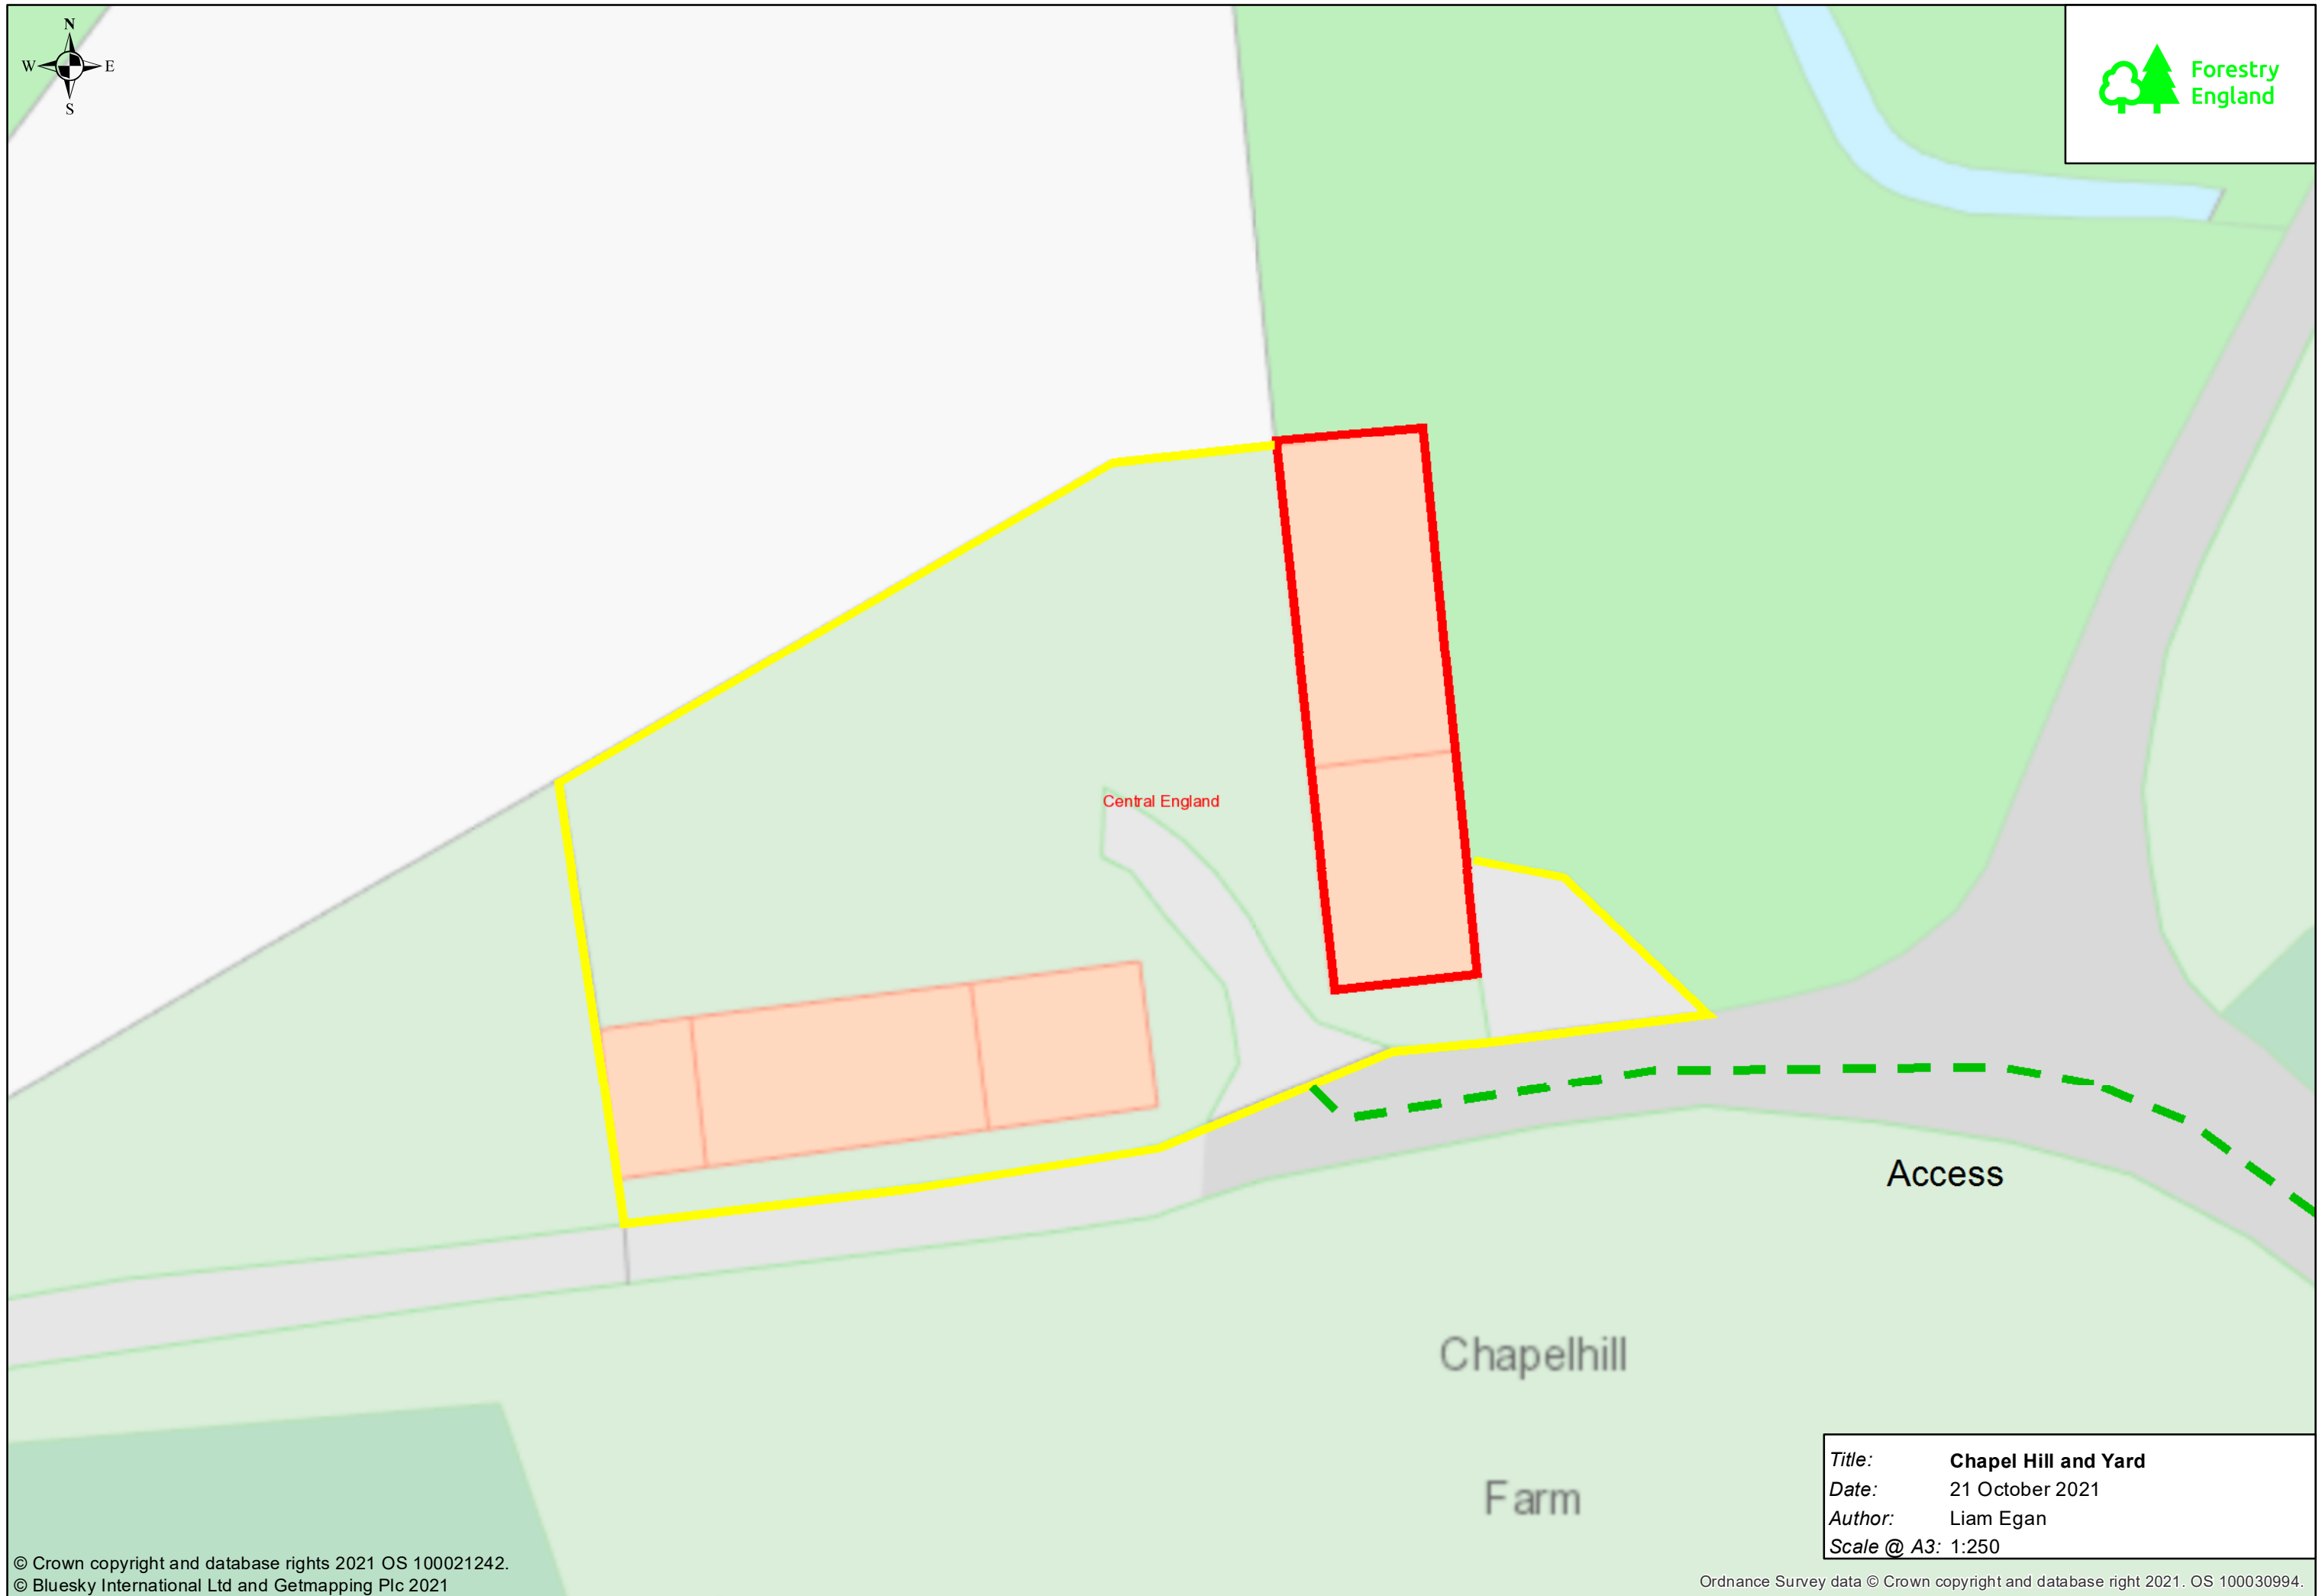 N
W E
S
Forestry
England
Central England
Access
Chapelhill
Farm
Title: Chapel Hill and Yard
Date: 21 October 2021
Author: Liam Egan
Scale @ A3: 1:250
© Crown copyright and database rights 2021 OS 100021242.
© Bluesky International Ltd and Getmapping Plc 2021
Ordnance Survey data © Crown copyright and database right 2021. OS 100030994.